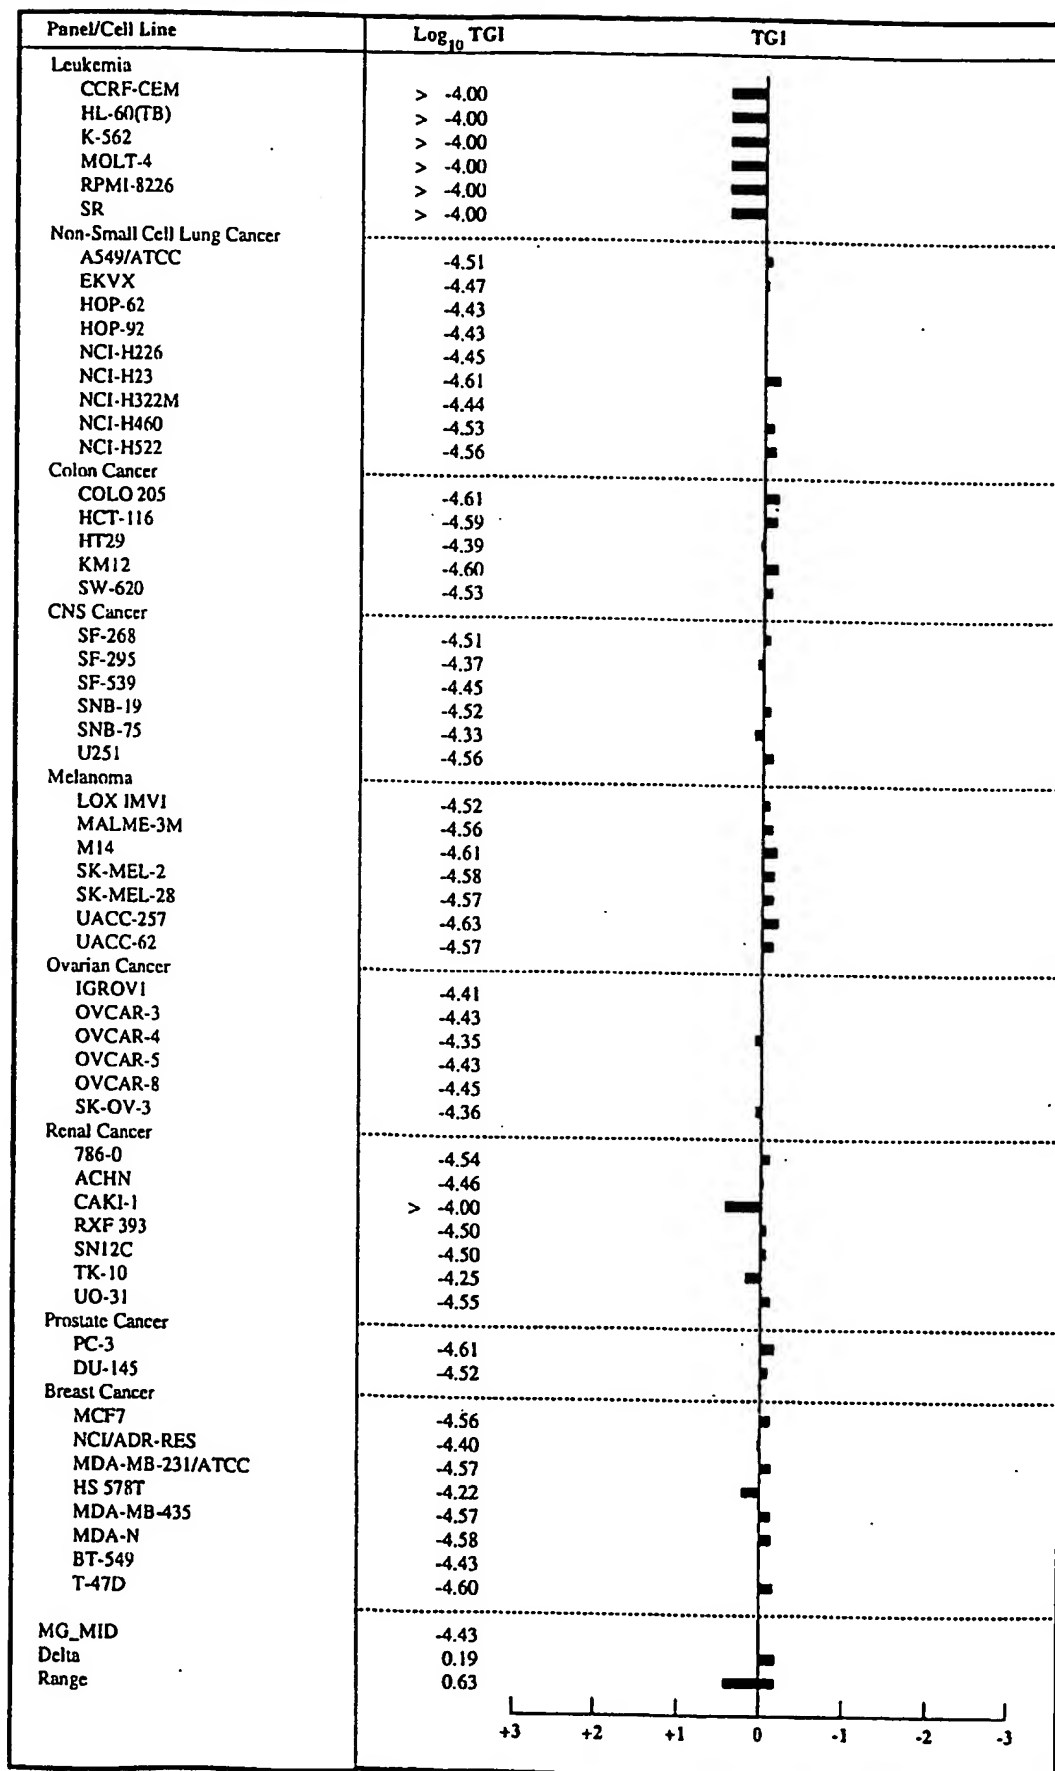 Panel/Cell Line Log10 TGI TGI
Leukemia
CCRF-CEM > -4.00
HL-60(TB) > -4.00
K-562 > -4.00
MOLT-4 > -4.00
RPMI-8226 > -4.00
SR > -4.00
Non-Small Cell Lung Cancer
A549/ATCC -4.51
EKVX -4.47
HOP-62 -4.43
HOP-92 -4.43
NCI-H226 -4.45
NCI-H23 -4.61
NCI-H322M -4.44
NCI-H460 -4.53
NCI-H522 -4.56
Colon Cancer
COLO 205 -4.61
HCT-116 -4.59
HT29 -4.39
KM12 -4.60
SW-620 -4.53
CNS Cancer
SF-268 -4.51
SF-295 -4.37
SF-539 -4.45
SNB-19 -4.52
SNB-75 -4.33
U251 -4.56
Melanoma
LOX IMVI -4.52
MALME-3M -4.56
M14 -4.61
SK-MEL-2 -4.58
SK-MEL-28 -4.57
UACC-257 -4.63
UACC-62 -4.57
Ovarian Cancer
IGROV1 -4.41
OVCAR-3 -4.43
OVCAR-4 -4.35
OVCAR-5 -4.43
OVCAR-8 -4.45
SK-OV-3 -4.36
Renal Cancer
786-0 -4.54
ACHN -4.46
CAKI-1 > -4.00
RXF 393 -4.50
SN12C -4.50
TK-10 -4.25
UO-31 -4.55
Prostate Cancer
PC-3 -4.61
DU-145 -4.52
Breast Cancer
MCF7 -4.56
NCI/ADR-RES -4.40
MDA-MB-231/ATCC -4.57
HS 578T -4.22
MDA-MB-435 -4.57
MDA-N -4.58
BT-549 -4.43
T-47D -4.60
MG_MID -4.43
Delta 0.19
Range 0.63
+3 +2 +1 0 -1 -2 -3